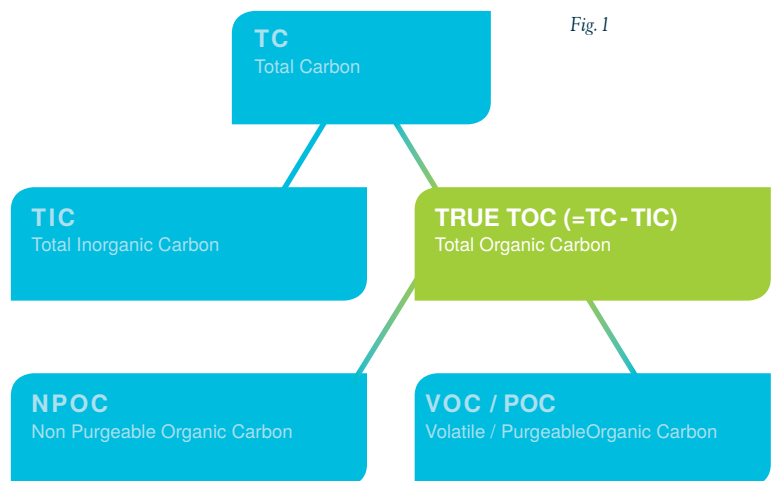 TC
Total Carbon
Fig. 1
TIC
Total Inorganic Carbon
TRUE TOC (=TC-TIC)
Total Organic Carbon
NPOC
Non Purgeable Organic Carbon
VOC / POC
Volatile / PurgeableOrganic Carbon